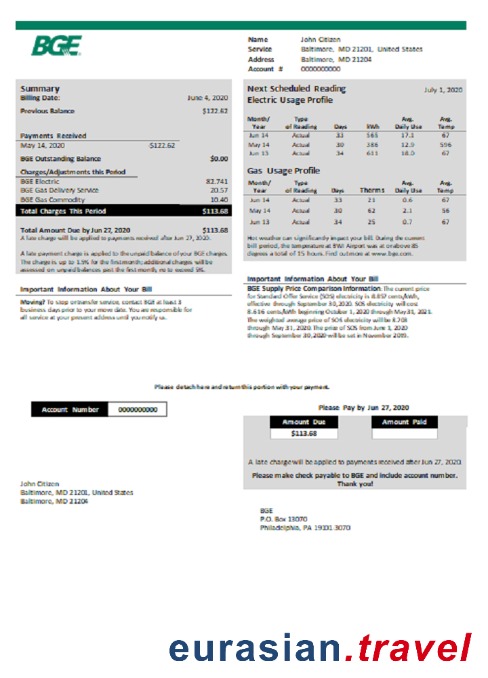 BGE
Name John Citizen
Service Baltimore, MD 21201, United States
Address Baltimore, MD 21204
Account # 0000000000
Summary
Billing Date: June 4, 2020
Previous Balance $122.62
Payments Received
May 14, 2020 $122.62
BGE Outstanding Balance $0.00
Charges/Adjustments this Period
BGE Electric 82.741
BGE Gas Delivery Service 20.57
BGE Gas Commodity 10.40
Total Charges This Period $113.68
Total Amount Due by Jun 27, 2020 $113.68
A late charge will be applied to payments received after Jun 27, 2020.
A late payment charge is applied to the unpaid balance of your BGE charges.
The charge is up to 1.5% for the first month; additional charges will be
assessed on unpaid balances past the first month, no to exceed 5%.
Important Information About Your Bill
Moving? To stop or transfer service, contact BGE at least 3
business days prior to your move date. You are responsible for
all service at your present address until you notify us.
Next Scheduled Reading July 1, 2020
Electric Usage Profile
Month/ Type Avg. Avg.
Year of Reading Days kWh Daily Use Temp
Jun 14 Actual 33 565 17.1 67
May 14 Actual 30 386 12.9 596
Jun 13 Actual 34 611 18.0 67
Gas Usage Profile
Month/ Type Avg. Avg.
Year of Reading Days Therms Daily Use Temp
Jun 14 Actual 33 21 0.6 67
May 14 Actual 30 62 2.1 58
Jun 13 Actual 34 25 0.7 67
Hot weather can significantly impact your bill. During the current
bill period, the temperature at BWI Airport was at or above 85
degrees a total of 15 hours. Find out more at www.bge.com.
Important Information About Your Bill
BGE Supply Price Comparison Information: The current price
for Standard Offer Service (SOS) electricity is 8.857 cents/kWh,
effective through September 30, 2020. SOS electricity will cost
8.616 cents/kWh beginning October 1, 2020 through May 31, 2021.
The weighted average price of SOS electricity will be 8.703
through May 31, 2020. The price of SOS from June 1, 2020
through September 30, 2020 will be set in November
Please detach here and return this portion with your payment.
Account Number 0000000000
Please Pay by Jun 27, 2020
Amount Due Amount Paid
$113.68
A late charge will be applied to payments received after Jun 27, 2020.
Please make check payable to BGE and include account number.
Thank you!
John Citizen
Baltimore, MD 21201, United States
Baltimore, MD 21204
BGE
P.O. Box 13070
Philadelphia, PA 19101-3070
eurasian.travel